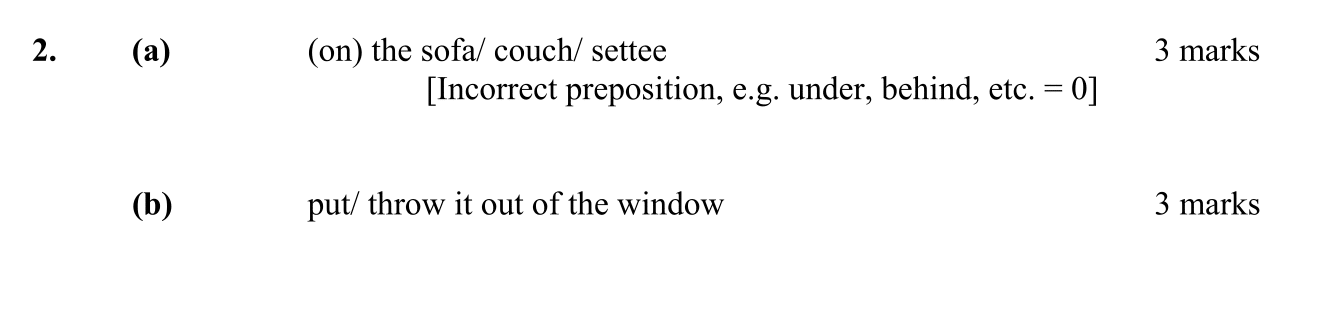 2. (a) (on) the sofa/ couch/ settee 3 marks
[Incorrect preposition, e.g. under, behind, etc. = 0]
(b) put/ throw it out of the window 3 marks